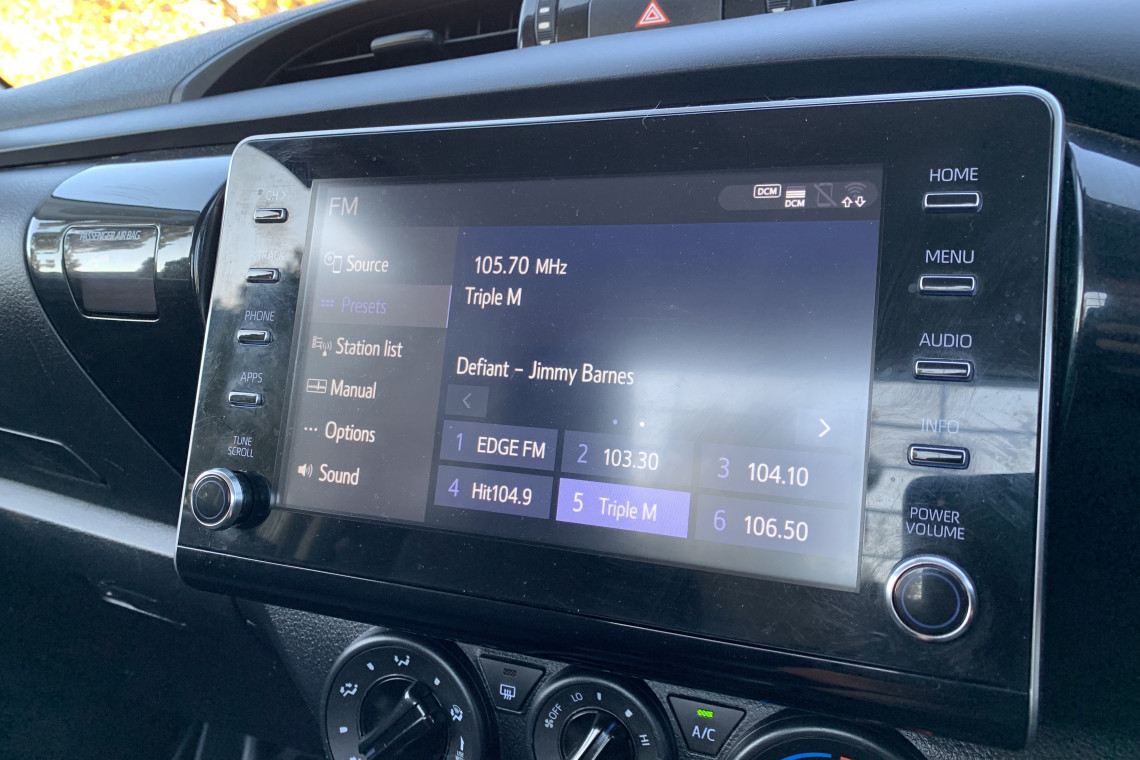 PASSENGER AIR BAG
CH >
TRACK
PHONE
APPS
TUNE
SCROLL
FM
DCM
DCM
Source
Presets
Station list
Manual
Options
Sound
105.70 MHz
Triple M
Defiant – Jimmy Barnes
<
>
1 EDGE FM
2 103.30
3 104.10
4 Hit104.9
5 Triple M
6 106.50
HOME
MENU
AUDIO
INFO
POWER
VOLUME
OFF
LO
HI
A/C